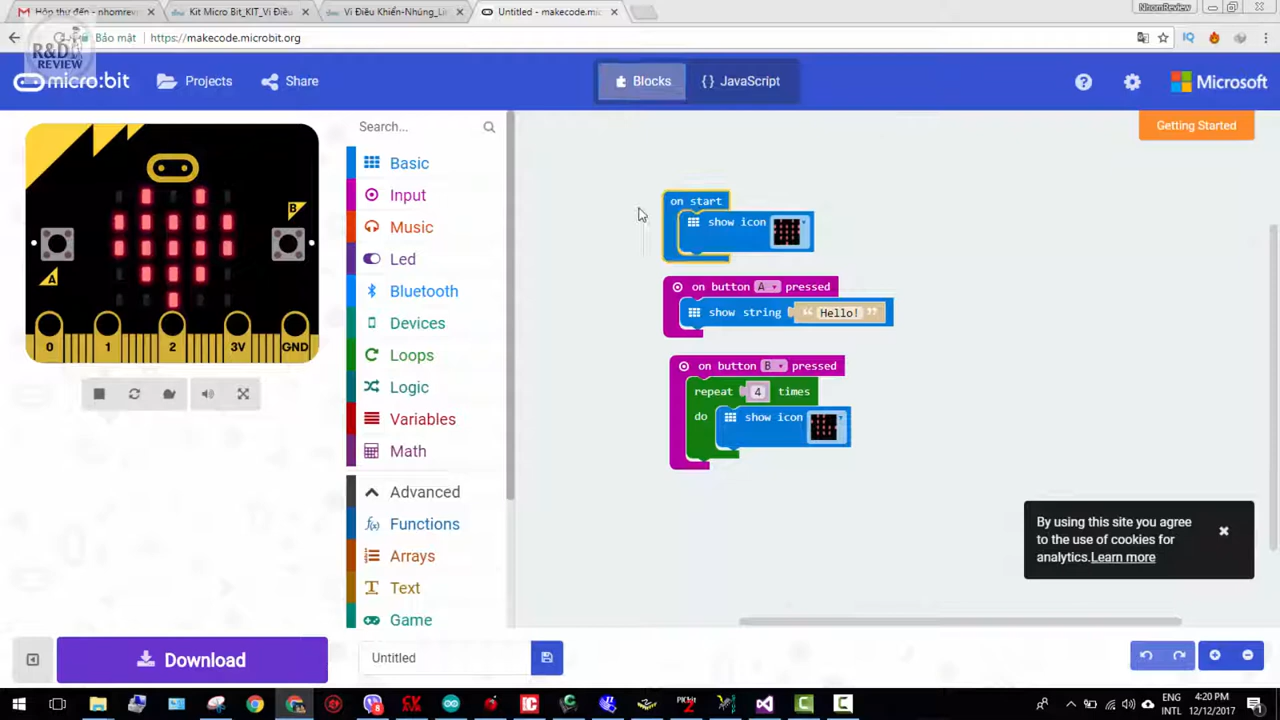 Hộp thư đến - nhomrevi
Kit Micro Bit_KIT_Vi Điều
Vi Điều Khiển-Nhúng_Lin
Untitled - makecode.mic
NhomReview
Bảo mật
https://makecode.microbit.org
R&D
REVIEW
micro:bit
Projects
Share
Blocks
{ } JavaScript
Microsoft
Getting Started
Search...
Basic
Input
Music
Led
Bluetooth
Devices
Loops
Logic
Variables
Math
Advanced
Functions
Arrays
Text
Game
A
B
0
1
2
3V
GND
on start
show icon
on button A pressed
show string “ Hello! ”
on button B pressed
repeat 4 times
do show icon
By using this site you agree
to the use of cookies for
analytics.Learn more
Download
Untitled
ENG
INTL
4:20 PM
12/12/2017